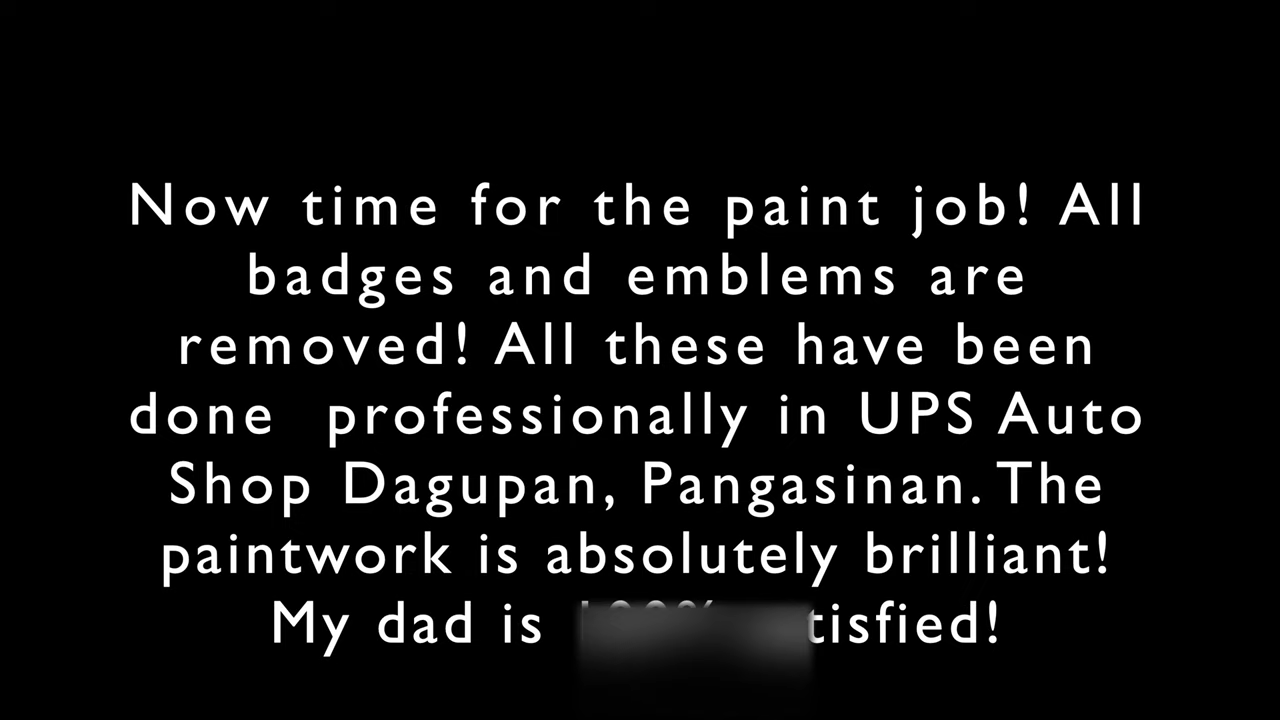 Now time for the paint job! All
badges and emblems are
removed! All these have been
done professionally in UPS Auto
Shop Dagupan, Pangasinan. The
paintwork is absolutely brilliant!
My dad is tisfied!